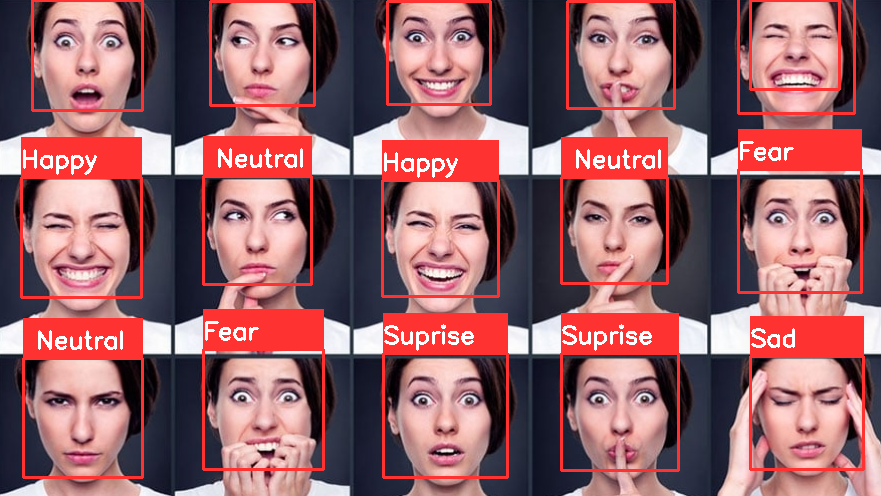 Happy
Neutral
Happy
Neutral
Fear
Neutral
Fear
Suprise
Suprise
Sad